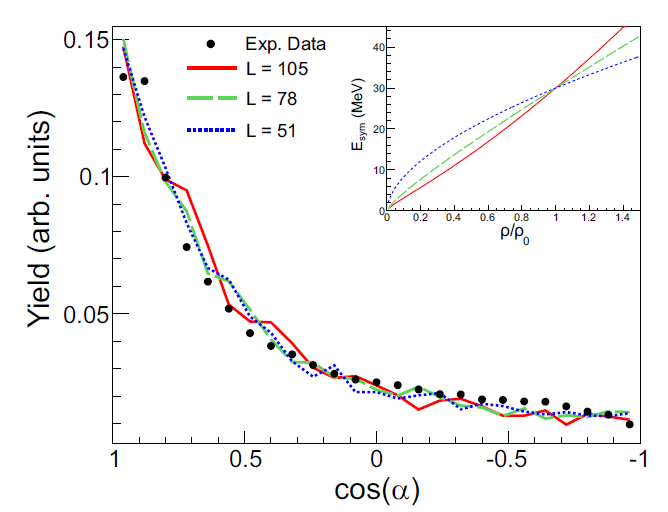 0.15
0.1
0.05
Yield (arb. units)
Exp. Data
L = 105
L = 78
L = 51
40
30
20
10
0
E_sym (MeV)
0 0.2 0.4 0.6 0.8 1 1.2 1.4
ρ/ρ_0
1 0.5 0 -0.5 -1
cos(α)